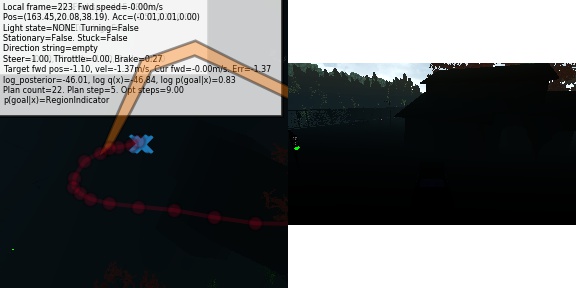 Local frame=223. Fwd speed=-0.00m/s
Pos=(163.45,20.08,38.19). Acc=(-0.01,0.01,0.00)
Light state=NONE. Turning=False
Stationary=False. Stuck=False
Direction string=empty
Steer=1.00, Throttle=0.00, Brake=0.27
Target fwd pos=-1.10, vel=-1.37m/s, Cur fwd=-0.00m/s. Err=-1.37
log_posterior=-46.01, log q(x)=-46.84, log p(goal|x)=0.83
Plan count=22. Plan step=5. Opt steps=9.00
p(goal|x)=RegionIndicator